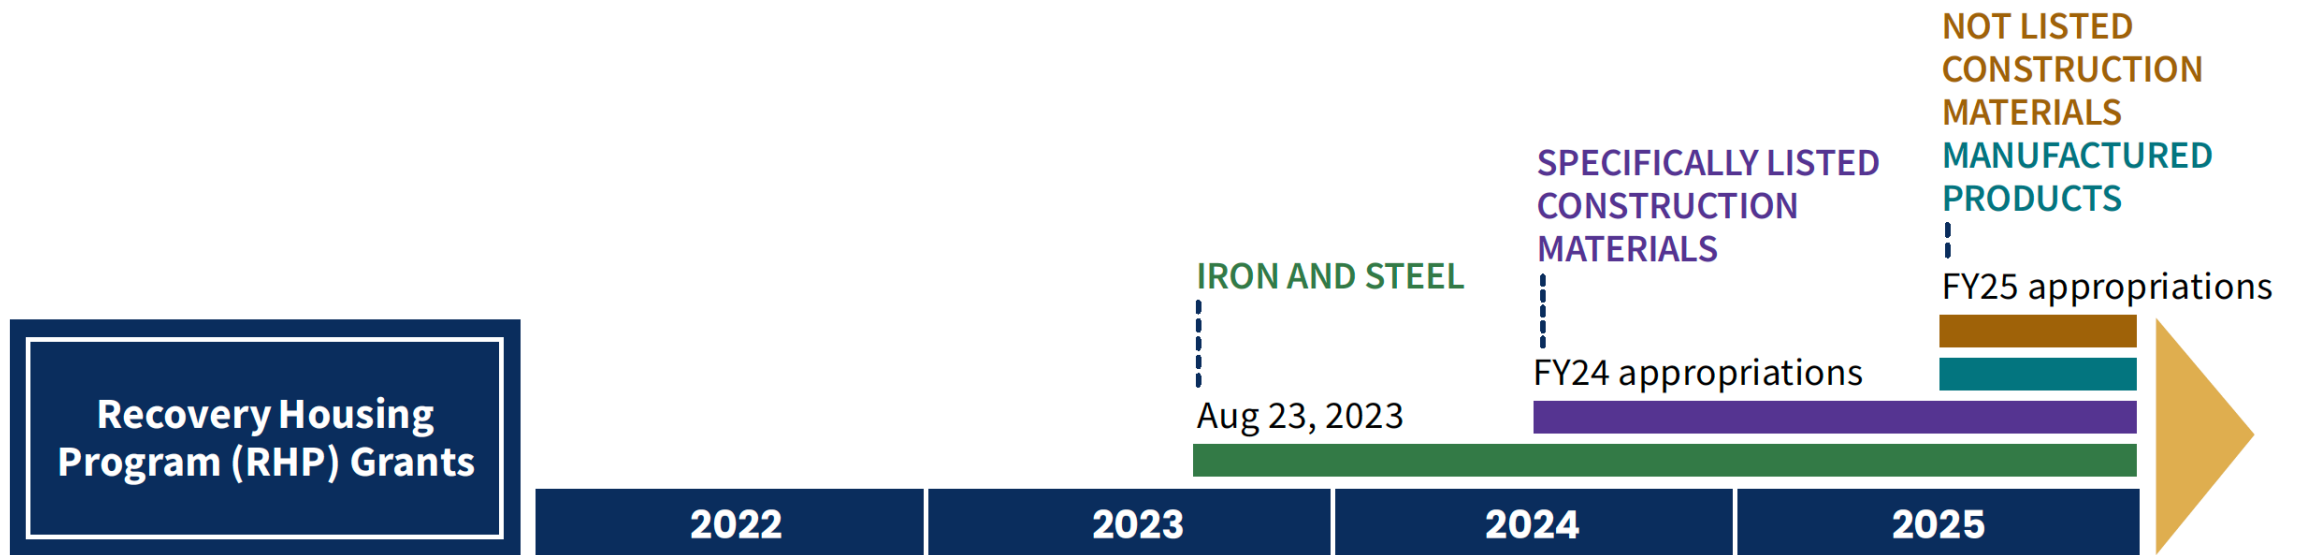 NOT LISTED
CONSTRUCTION
MATERIALS
MANUFACTURED
PRODUCTS
FY25 appropriations
SPECIFICALLY LISTED
CONSTRUCTION
MATERIALS
FY24 appropriations
IRON AND STEEL
Aug 23, 2023
Recovery Housing
Program (RHP) Grants
2022
2023
2024
2025